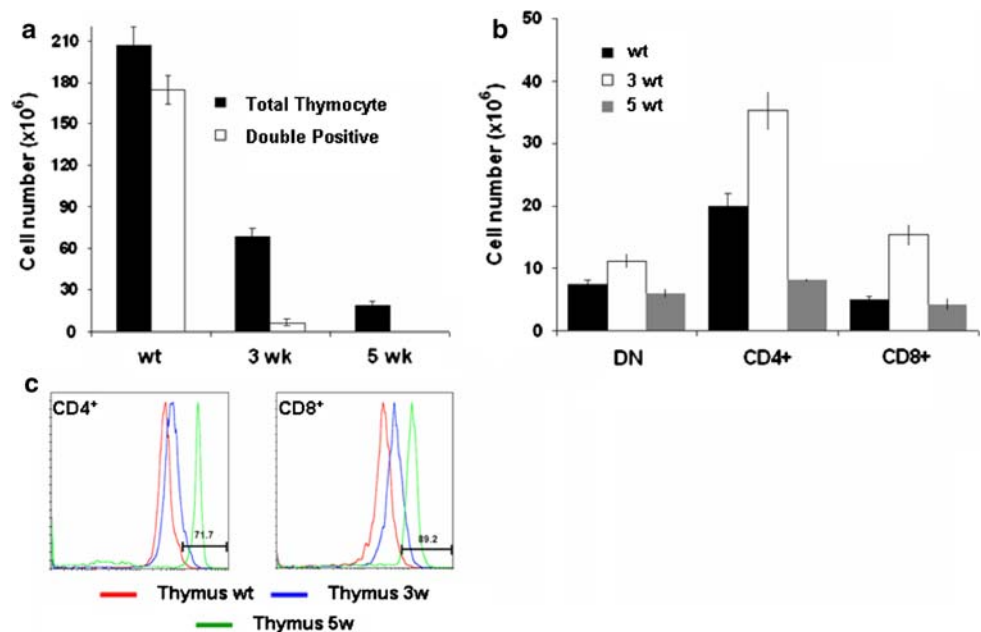 a
Cell number (x10⁶)
210
180
150
120
90
60
30
0
Total Thymocyte
Double Positive
wt 3 wk 5 wk
b
Cell number (x10⁶)
50
40
30
20
10
0
wt
3 wt
5 wt
DN CD4+ CD8+
c
CD4⁺
71.7
CD8⁺
89.2
Thymus wt Thymus 3w
Thymus 5w